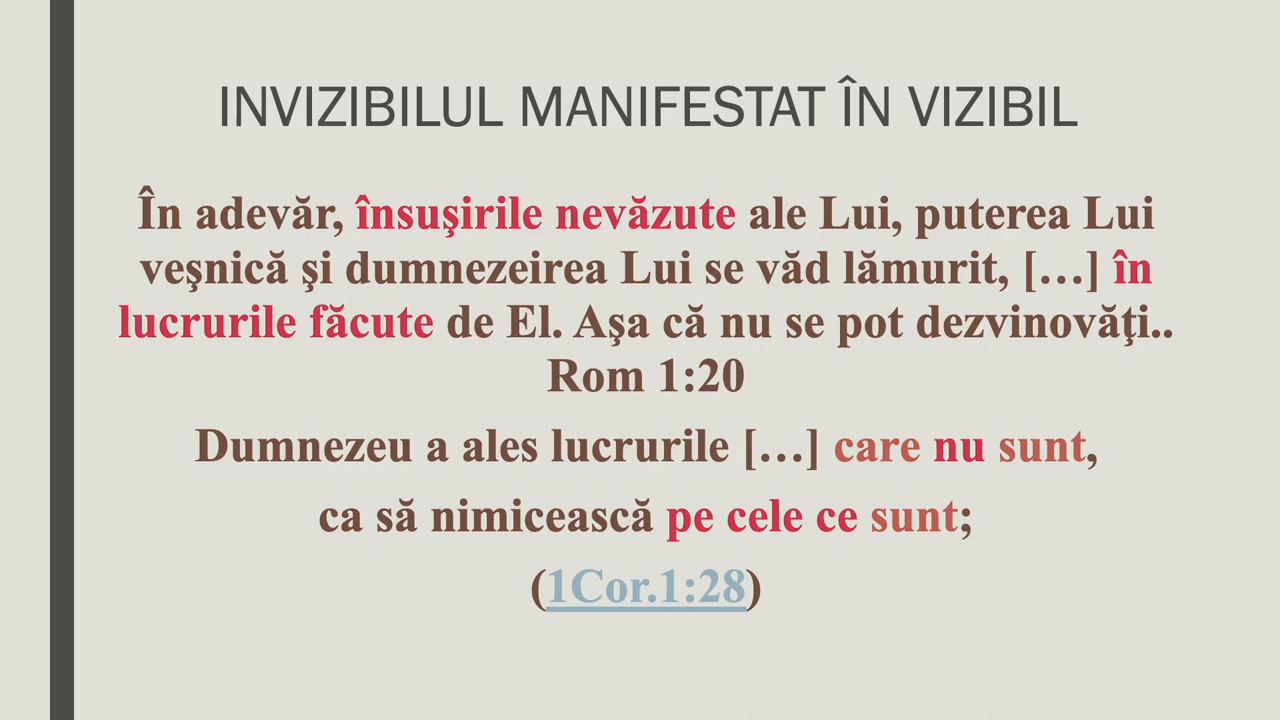 INVIZIBILUL MANIFESTAT ÎN VIZIBIL
În adevăr, însuşirile nevăzute ale Lui, puterea Lui
veşnică şi dumnezeirea Lui se văd lămurit, […] în
lucrurile făcute de El. Aşa că nu se pot dezvinovăţi..
Rom 1:20
Dumnezeu a ales lucrurile […] care nu sunt,
ca să nimicească pe cele ce sunt;
(1Cor.1:28)